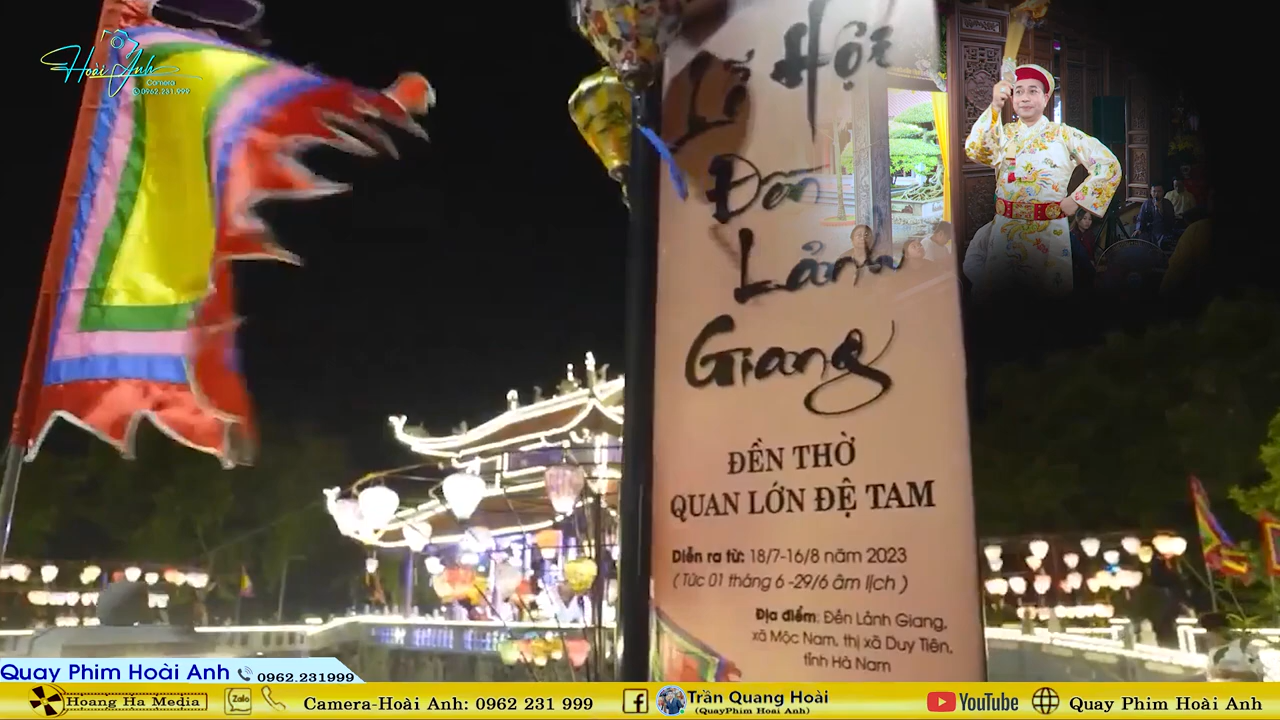 Hoài Anh
Camera
0962.231.999
Lễ Hội
Đền
Lảnh
Giang
ĐỀN THỜ
QUAN LỚN ĐỆ TAM
Diễn ra từ: 18/7-16/8 năm 2023
( Tức 01 tháng 6 -29/6 âm lịch )
Địa điểm: Đền Lảnh Giang,
xã Mộc Nam, thị xã Duy Tiên,
tỉnh Hà Nam
Quay Phim Hoài Anh 0962.231999
Hoang Ha Media
Zalo
Camera-Hoài Anh: 0962 231 999
Trần Quang Hoài
(QuayPhim Hoai Anh)
YouTube
Quay Phim Hoài Anh